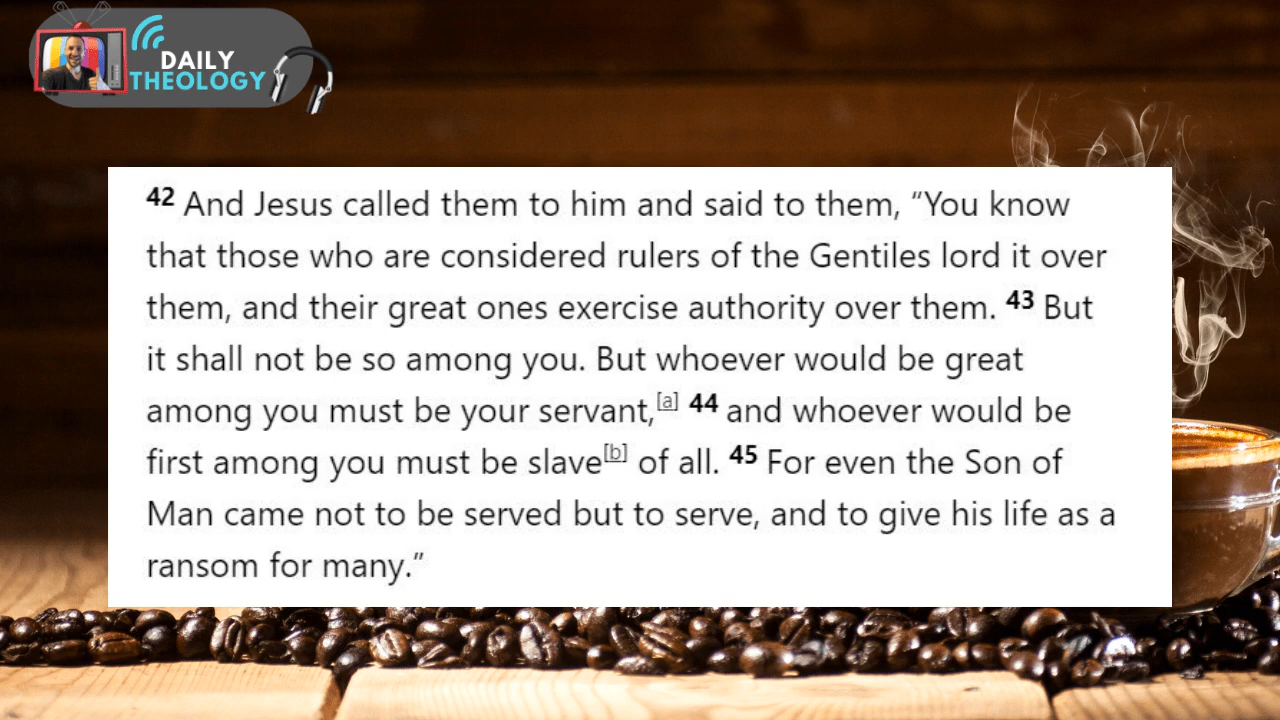 DAILY
THEOLOGY
42 And Jesus called them to him and said to them, “You know
that those who are considered rulers of the Gentiles lord it over
them, and their great ones exercise authority over them. 43 But
it shall not be so among you. But whoever would be great
among you must be your servant,[a] 44 and whoever would be
first among you must be slave[b] of all. 45 For even the Son of
Man came not to be served but to serve, and to give his life as a
ransom for many.”